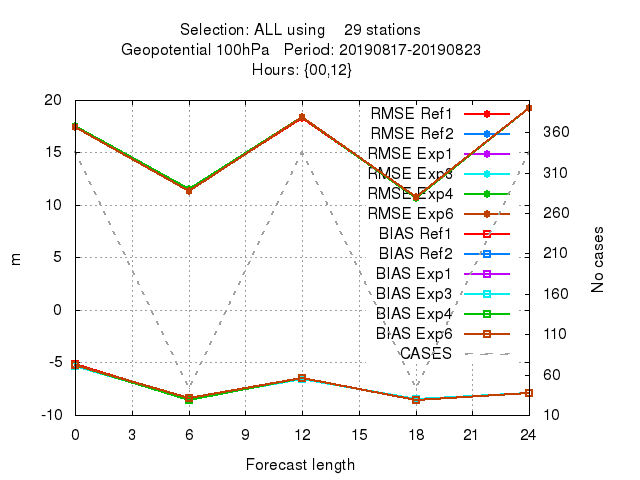 Selection: ALL using 29 stations
Geopotential 100hPa Period: 20190817-20190823
Hours: {00,12}
20
15
10
5
0
-5
-10
m
0 3 6 9 12 15 18 21 24
Forecast length
360
310
260
210
160
110
60
10
No cases
RMSE Ref1
RMSE Ref2
RMSE Exp1
RMSE Exp3
RMSE Exp4
RMSE Exp6
BIAS Ref1
BIAS Ref2
BIAS Exp1
BIAS Exp3
BIAS Exp4
BIAS Exp6
CASES